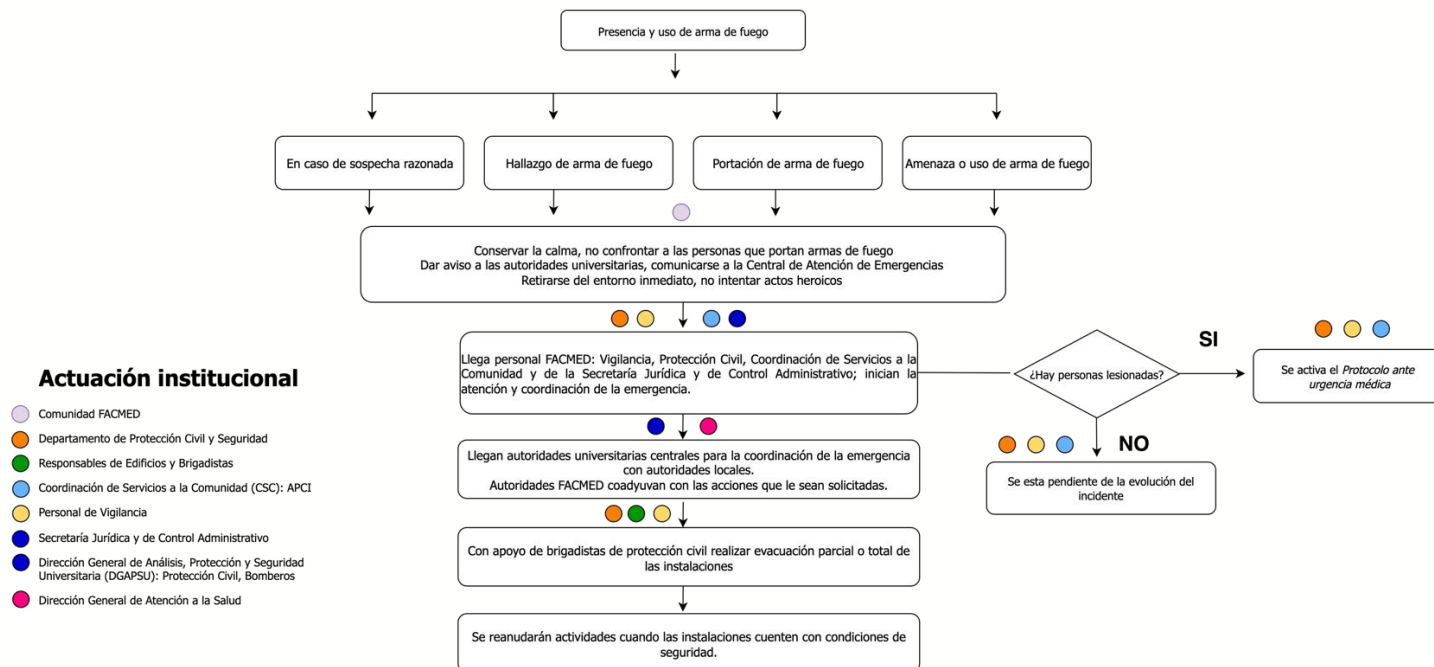 Presencia y uso de arma de fuego
En caso de sospecha razonada
Hallazgo de arma de fuego
Portación de arma de fuego
Amenaza o uso de arma de fuego
Conservar la calma, no confrontar a las personas que portan armas de fuego
Dar aviso a las autoridades universitarias, comunicarse a la Central de Atención de Emergencias
Retirarse del entorno inmediato, no intentar actos heroicos
Llega personal FACMED: Vigilancia, Protección Civil, Coordinación de Servicios a la
Comunidad y de la Secretaría Jurídica y de Control Administrativo; inician la
atención y coordinación de la emergencia.
¿Hay personas lesionadas?
SI
Se activa el Protocolo ante
urgencia médica
NO
Se esta pendiente de la evolución del
incidente
Llegan autoridades universitarias centrales para la coordinación de la emergencia
con autoridades locales.
Autoridades FACMED coadyuvan con las acciones que le sean solicitadas.
Con apoyo de brigadistas de protección civil realizar evacuación parcial o total de
las instalaciones
Se reanudarán actividades cuando las instalaciones cuenten con condiciones de
seguridad.
Actuación institucional
Comunidad FACMED
Departamento de Protección Civil y Seguridad
Responsables de Edificios y Brigadistas
Coordinación de Servicios a la Comunidad (CSC): APCI
Personal de Vigilancia
Secretaría Jurídica y de Control Administrativo
Dirección General de Análisis, Protección y Seguridad
Universitaria (DGAPSU): Protección Civil, Bomberos
Dirección General de Atención a la Salud